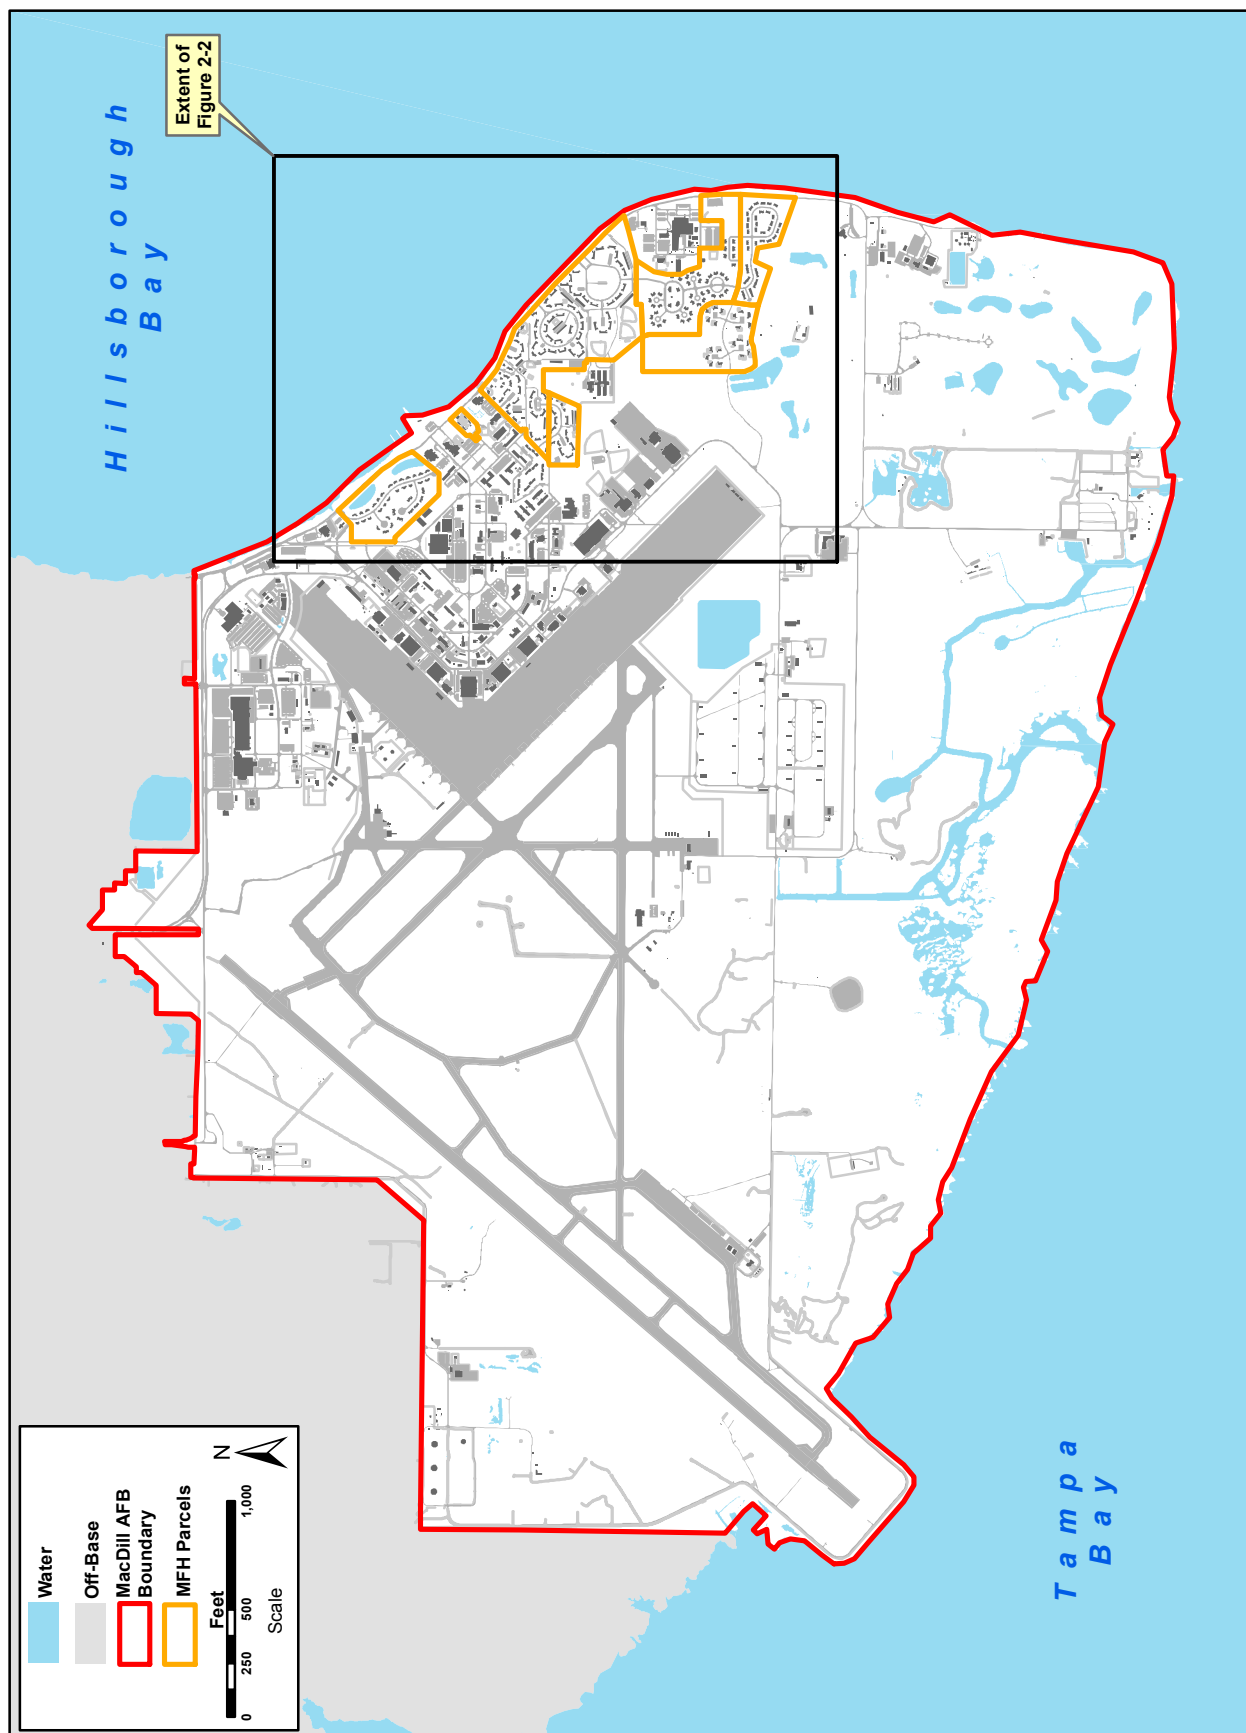 Extent of
Figure 2-2
Hillsborough
Bay
Tampa
Bay
Water
Off-Base
MacDill AFB
Boundary
MFH Parcels
Feet
0 250 500 1,000
Scale
N